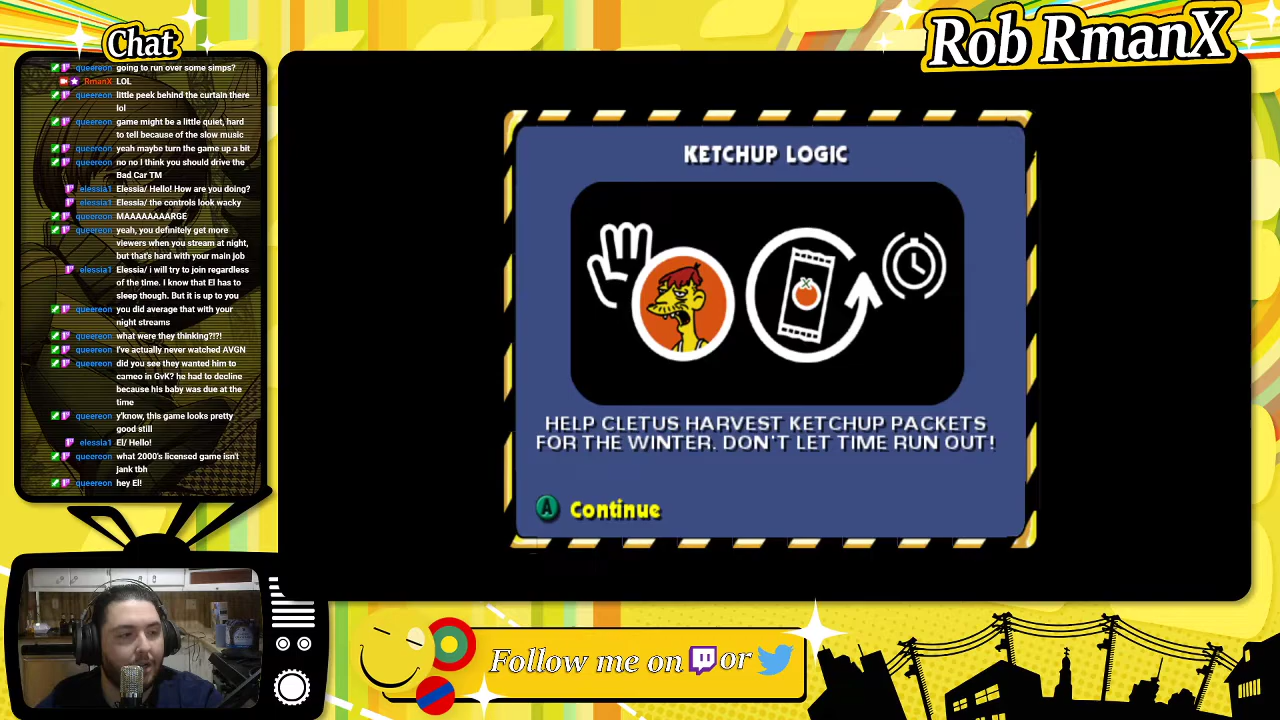 Chat
queereon going to run over some simps?
RmanX LOL
queereon little peek behind the curtain there
lol
queereon game might be a little quiet, hard
to tell because of the slow music
queereon yeah maybe turn the game up a bit
queereon yo no I think you should drive the
Bad Car TM
elessia1 Elessia/ Hello! How are you doing?
elessia1 Elessia/ the controls look wacky
queereon MAAAAAAAARGE
queereon yeah, you definitely get more
viewers when you stream at night,
but that's hard with your main job
elessia1 Elessia/ i will try to join regardless
of the time. I know that El has to
sleep though. But it is up to you
queereon you did average that with your
night streams
queereon what were they thinking?!?!
queereon I've actually never watched AVGN
queereon did you see they wanted him to
cameo in GvK? he had to decline
because his baby was due at the
time
queereon y'know, this game looks pretty
good still
elessia1 El/ Hello!
queereon what 2000's licensed game isn't
jank tbh
queereon hey El!
Rob RmanX
KETCHUP LOGIC
HELP CLETUS HARVEST KETCHUP PACKETS
FOR THE WINTER. DON'T LET TIME RUN OUT!
A Continue
Follow me on or